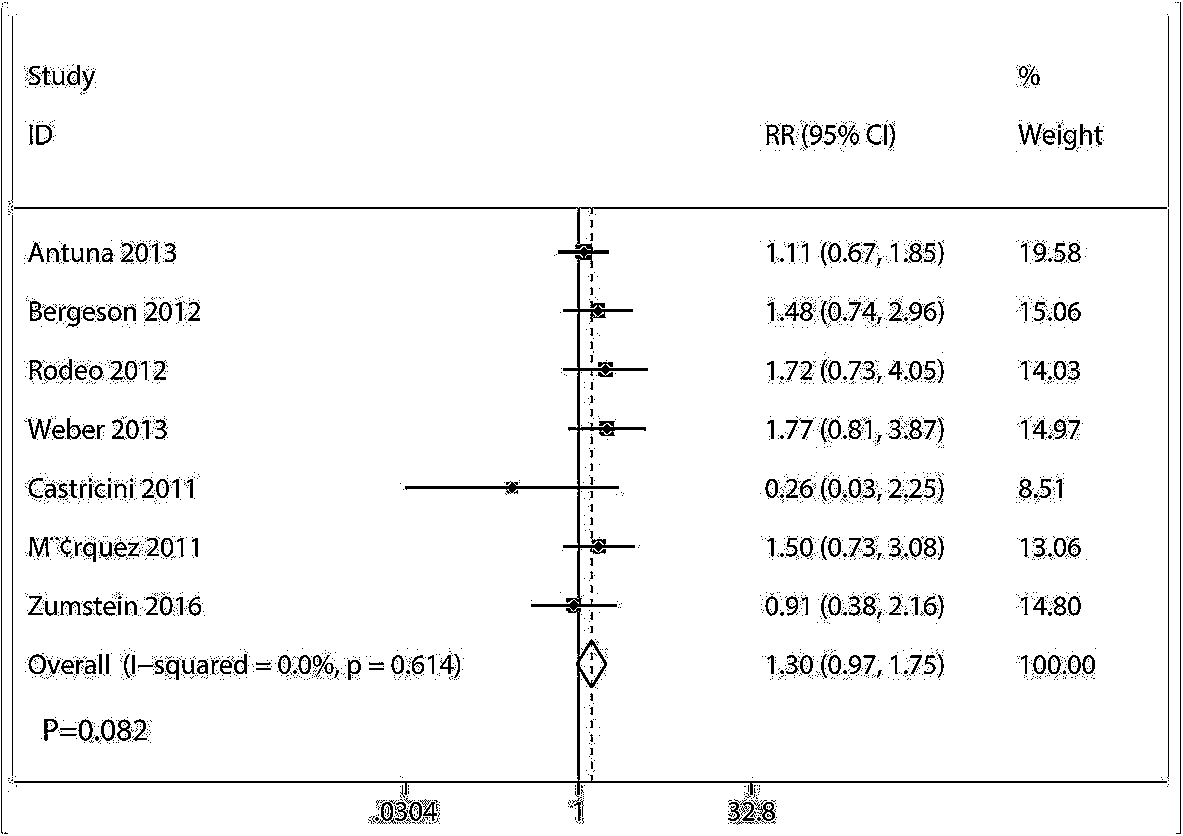 Study %
ID RR (95% CI) Weight
Antuna 2013 1.11 (0.67, 1.85) 19.58
Bergeson 2012 1.48 (0.74, 2.96) 15.06
Rodeo 2012 1.72 (0.73, 4.05) 14.03
Weber 2013 1.77 (0.81, 3.87) 14.97
Castricini 2011 0.26 (0.03, 2.25) 8.51
M¨¢rquez 2011 1.50 (0.73, 3.08) 13.06
Zumstein 2016 0.91 (0.38, 2.16) 14.80
Overall (I−squared = 0.0%, p = 0.614) 1.30 (0.97, 1.75) 100.00
P=0.082
.0304 1 32.8